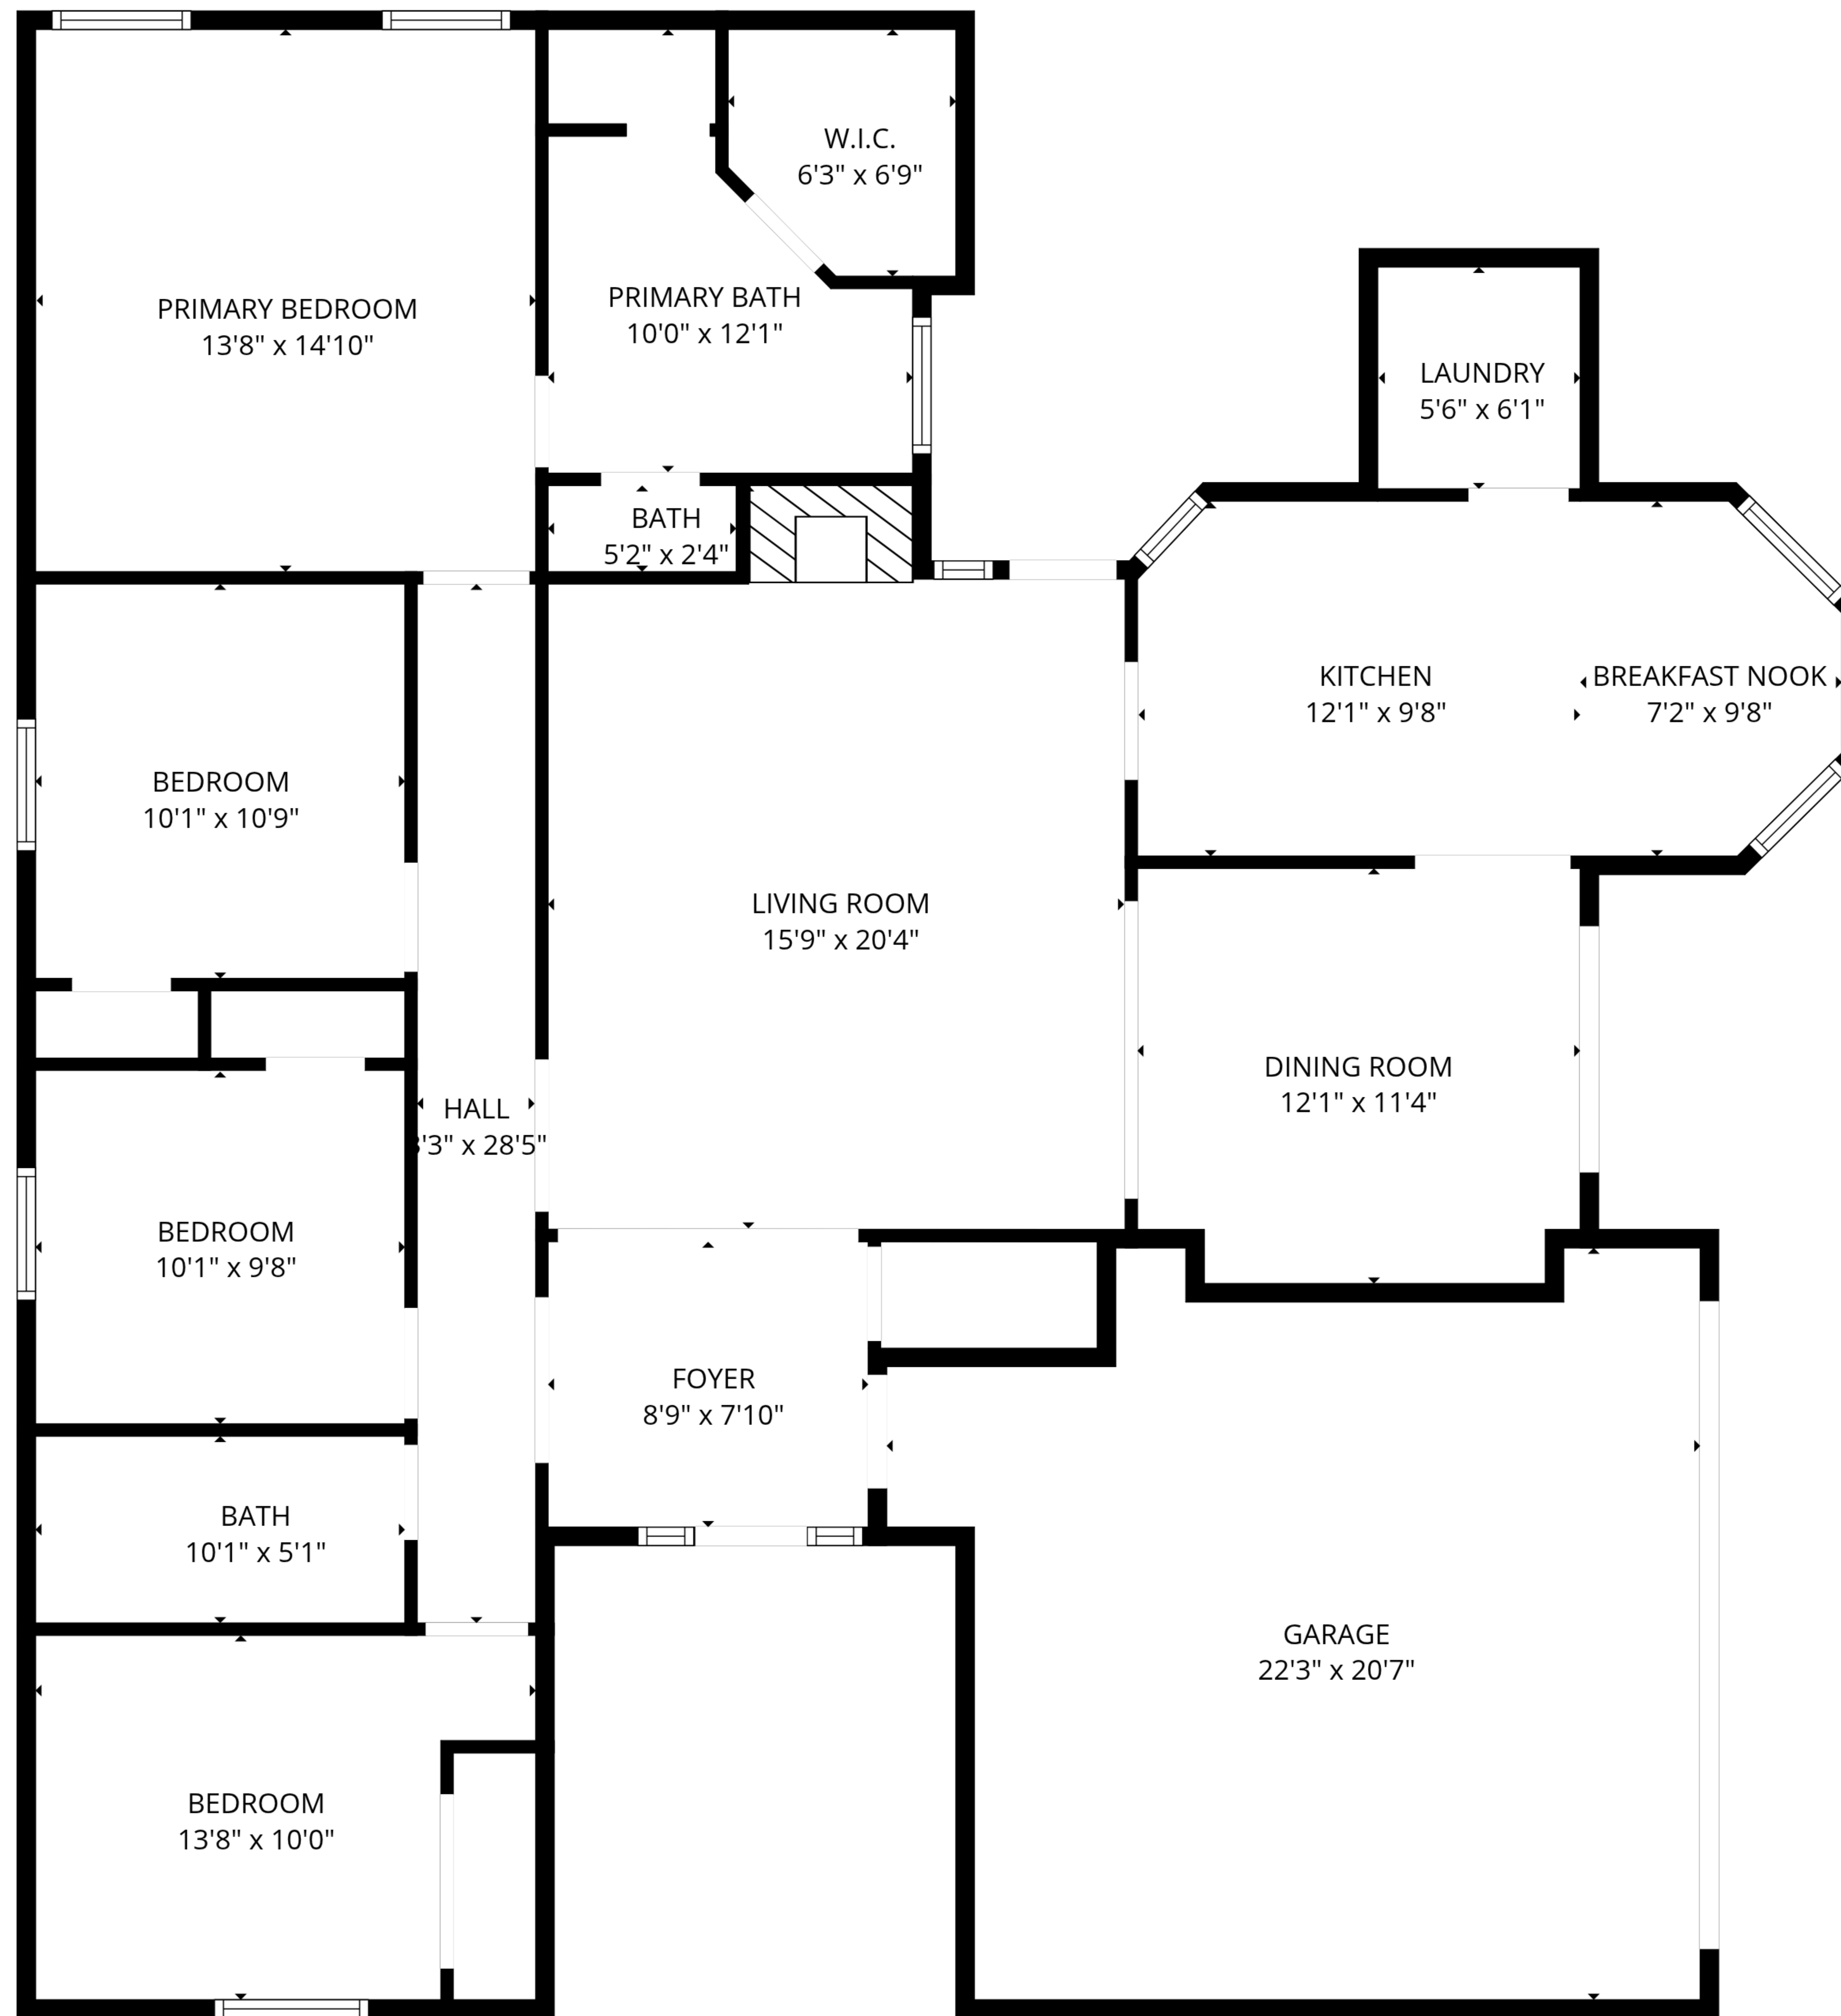 W.I.C.
6'3" x 6'9"
PRIMARY BEDROOM
13'8" x 14'10"
PRIMARY BATH
10'0" x 12'1"
LAUNDRY
5'6" x 6'1"
BATH
5'2" x 2'4"
KITCHEN
12'1" x 9'8"
BREAKFAST NOOK
7'2" x 9'8"
BEDROOM
10'1" x 10'9"
LIVING ROOM
15'9" x 20'4"
DINING ROOM
12'1" x 11'4"
HALL
'3" x 28'5"
BEDROOM
10'1" x 9'8"
FOYER
8'9" x 7'10"
BATH
10'1" x 5'1"
GARAGE
22'3" x 20'7"
BEDROOM
13'8" x 10'0"